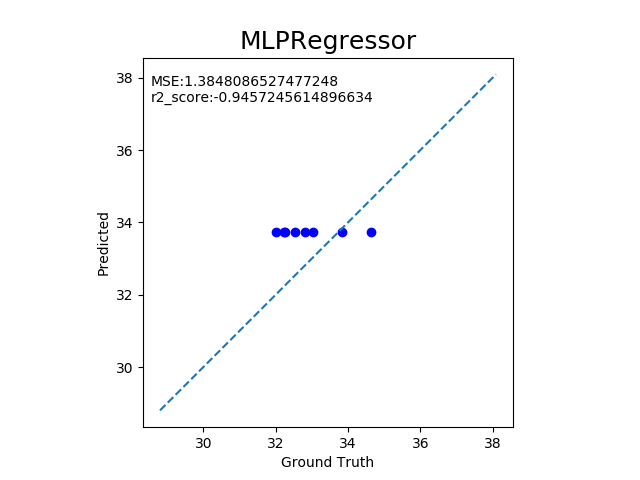 MLPRegressor
MSE:1.3848086527477248
r2_score:-0.9457245614896634
38
36
34
32
30
Predicted
30 32 34 36 38
Ground Truth